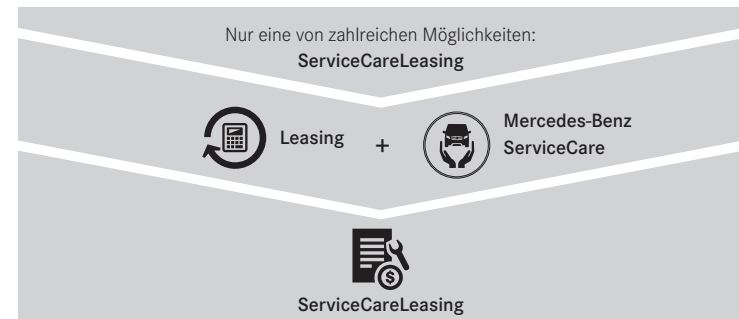 Nur eine von zahlreichen Möglichkeiten:
ServiceCareLeasing
Leasing + Mercedes-Benz
ServiceCare
$
ServiceCareLeasing